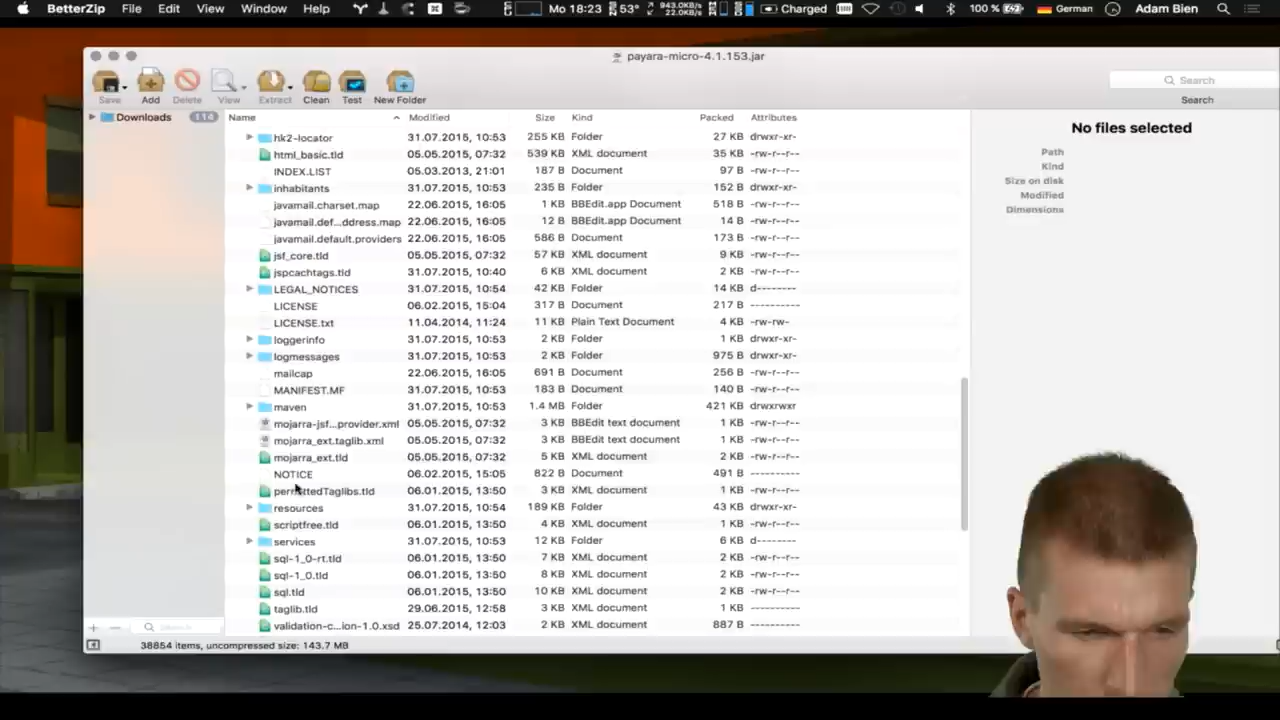 BetterZip File Edit View Window Help Mo 18:23 53° 943.0KB/s 22.0KB/s Charged 100 % German Adam Bien
payara-micro-4.1.153.jar
Save Add Delete View Extract Clean Test New Folder Search
Search
Downloads 114 Name Modified Size Kind Packed Attributes No files selected
hk2-locator 31.07.2015, 10:53 255 KB Folder 27 KB drwxr-xr-
html_basic.tld 05.05.2015, 07:32 539 KB XML document 35 KB -rw-r--r--
INDEX.LIST 05.03.2013, 21:01 187 B Document 97 B -rw-r--r--
inhabitants 31.07.2015, 10:53 235 B Folder 152 B drwxr-xr-
javamail.charset.map 22.06.2015, 16:05 1 KB BBEdit.app Document 518 B -rw-r--r--
javamail.def...ddress.map 22.06.2015, 16:05 12 B BBEdit.app Document 14 B -rw-r--r--
javamail.default.providers 22.06.2015, 16:05 586 B Document 173 B -rw-r--r--
jsf_core.tld 05.05.2015, 07:32 57 KB XML document 9 KB -rw-r--r--
jspcachtags.tld 31.07.2015, 10:40 6 KB XML document 2 KB -rw-r--r--
LEGAL_NOTICES 31.07.2015, 10:54 42 KB Folder 14 KB d--------
LICENSE 06.02.2015, 15:04 317 B Document 217 B ----------
LICENSE.txt 11.04.2014, 11:24 11 KB Plain Text Document 4 KB -rw-rw-
loggerinfo 31.07.2015, 10:53 2 KB Folder 1 KB drwxr-xr-
logmessages 31.07.2015, 10:53 2 KB Folder 975 B drwxr-xr-
mailcap 22.06.2015, 16:05 691 B Document 256 B -rw-r--r--
MANIFEST.MF 31.07.2015, 10:53 183 B Document 140 B -rw-r--r--
maven 31.07.2015, 10:53 1.4 MB Folder 421 KB drwxrwxr
mojarra-jsf...provider.xml 05.05.2015, 07:32 3 KB BBEdit text document 1 KB -rw-r--r--
mojarra_ext.taglib.xml 05.05.2015, 07:32 3 KB BBEdit text document 1 KB -rw-r--r--
mojarra_ext.tld 05.05.2015, 07:32 5 KB XML document 2 KB -rw-r--r--
NOTICE 06.02.2015, 15:05 822 B Document 491 B ----------
permittedTaglibs.tld 06.01.2015, 13:50 3 KB XML document 1 KB -rw-r--r--
resources 31.07.2015, 10:54 189 KB Folder 43 KB drwxr-xr-
scriptfree.tld 06.01.2015, 13:50 4 KB XML document 1 KB -rw-r--r--
services 31.07.2015, 10:53 12 KB Folder 6 KB d--------
sql-1_0-rt.tld 06.01.2015, 13:50 7 KB XML document 2 KB -rw-r--r--
sql-1_0.tld 06.01.2015, 13:50 8 KB XML document 2 KB -rw-r--r--
sql.tld 06.01.2015, 13:50 10 KB XML document 2 KB -rw-r--r--
taglib.tld 29.06.2015, 12:58 3 KB XML document 1 KB ----------
validation-c...ion-1.0.xsd 25.07.2014, 12:03 2 KB XML document 887 B ----------
Path
Kind
Size on disk
Modified
Dimensions
38854 items, uncompressed size: 143.7 MB